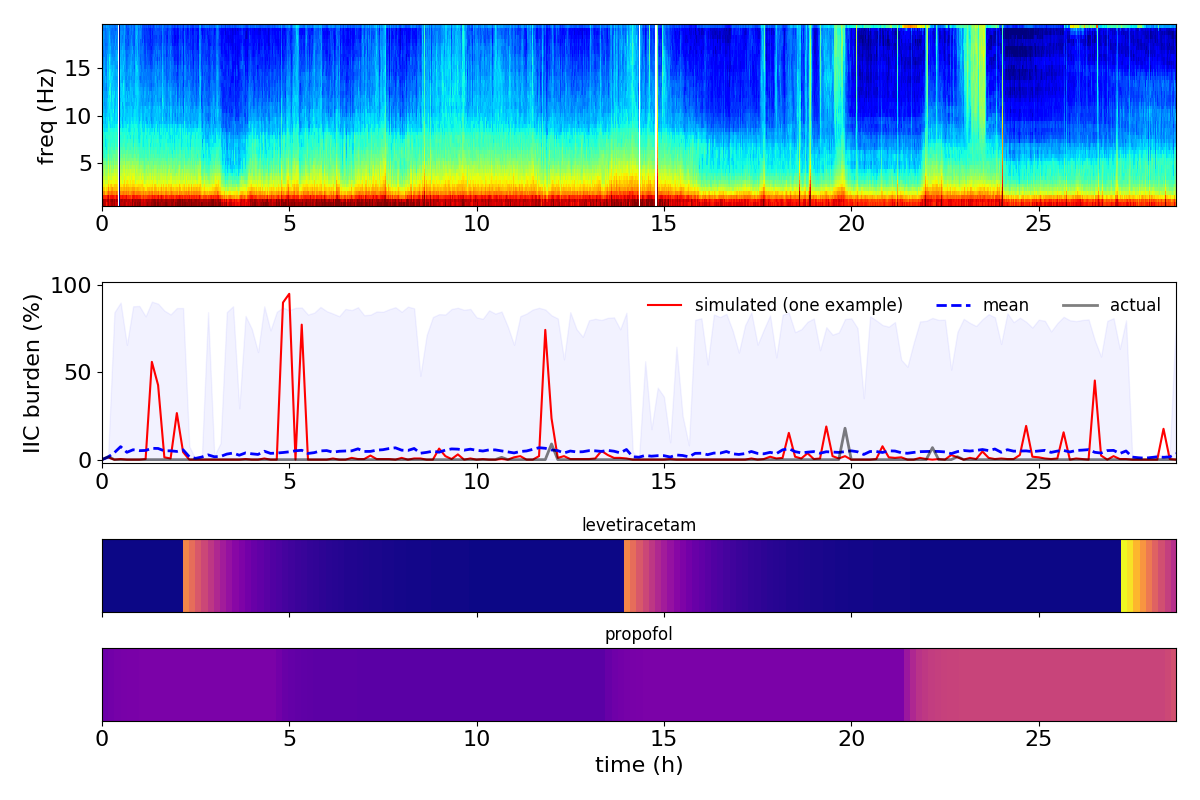 freq (Hz)
15
10
5
0 5 10 15 20 25
IIC burden (%)
100
50
0
simulated (one example) mean actual
0 5 10 15 20 25
levetiracetam
propofol
0 5 10 15 20 25
time (h)